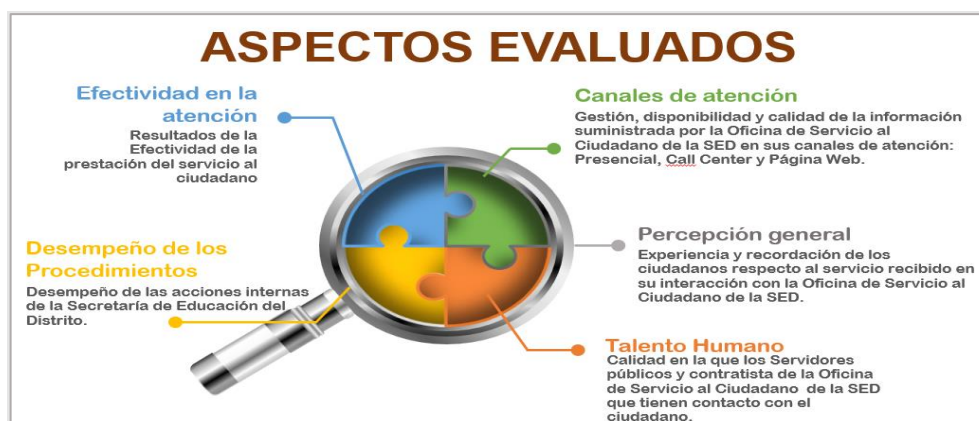 ASPECTOS EVALUADOS
Efectividad en la
atención
Resultados de la
Efectividad de la
prestación del servicio al
ciudadano
Canales de atención
Gestión, disponibilidad y calidad de la información
suministrada por la Oficina de Servicio al
Ciudadano de la SED en sus canales de atención:
Presencial, Call Center y Página Web.
Desempeño de los
Procedimientos
Desempeño de las acciones internas
de la Secretaría de Educación del
Distrito.
Percepción general
Experiencia y recordación de los
ciudadanos respecto al servicio recibido en
su interacción con la Oficina de Servicio al
Ciudadano de la SED.
Talento Humano
Calidad en la que los Servidores
públicos y contratista de la Oficina
de Servicio al Ciudadano de la SED
que tienen contacto con el
ciudadano.